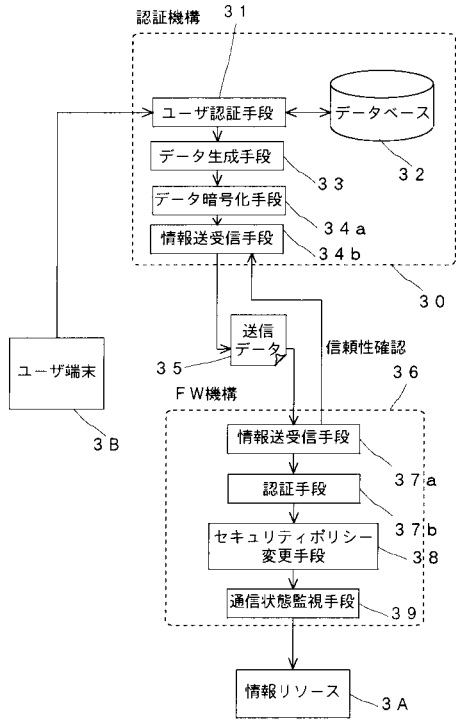 31
認証機構
ユーザ認証手段
データベース
32
データ生成手段
33
データ暗号化手段
34a
情報送受信手段
34b
30
送信
データ
35
信頼性確認
36
ユーザ端末
3B
FW機構
情報送受信手段
37a
認証手段
37b
セキュリティポリシー
変更手段
38
通信状態監視手段
39
情報リソース
3A